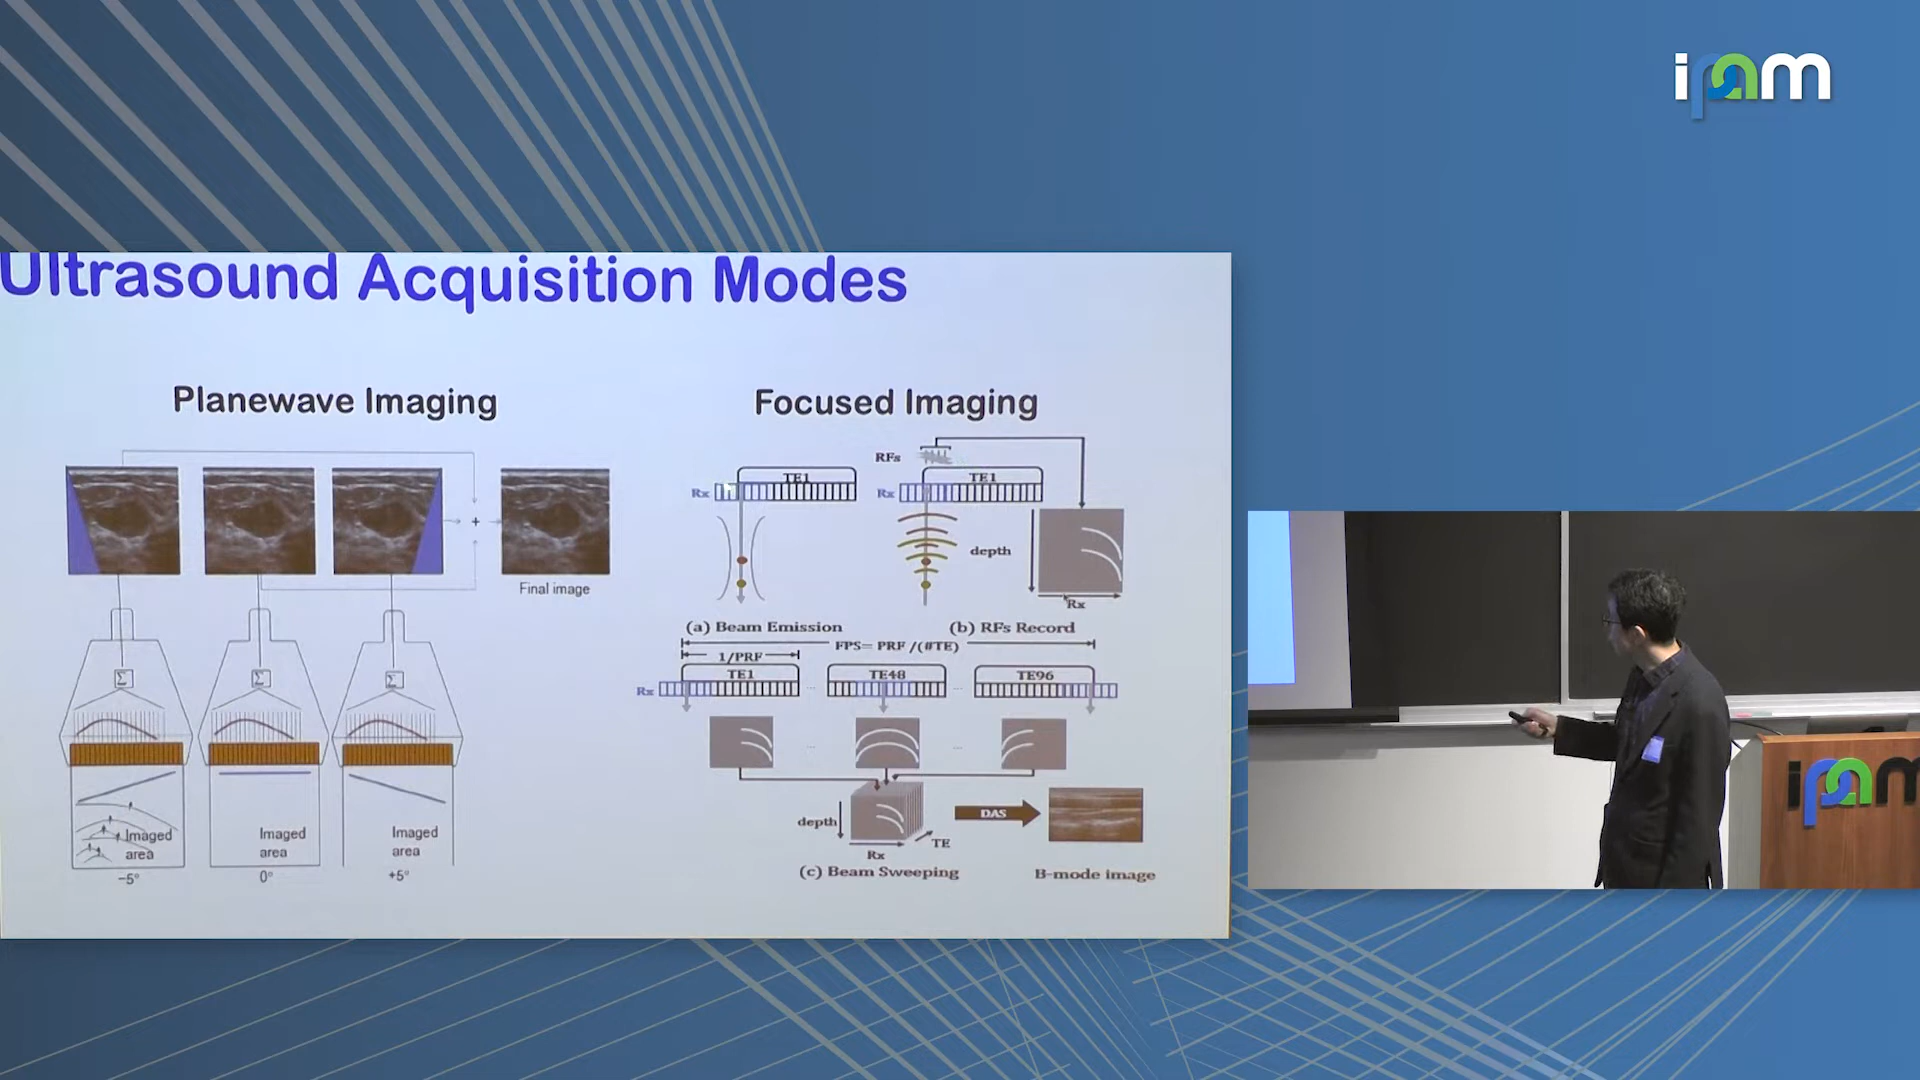 ipam
Ultrasound Acquisition Modes
Planewave Imaging
+
Final image
Σ
Σ
Σ
Imaged
area
Imaged
area
Imaged
area
−5°
0°
+5°
Focused Imaging
RFs
Rx
TE1
Rx
TE1
depth
Rx
(a) Beam Emission
(b) RFs Record
FPS= PRF /(#TE)
1/PRF
Rx
TE1
...
TE48
...
TE96
...
...
depth
Rx
TE
DAS
(c) Beam Sweeping
B-mode image
ipam